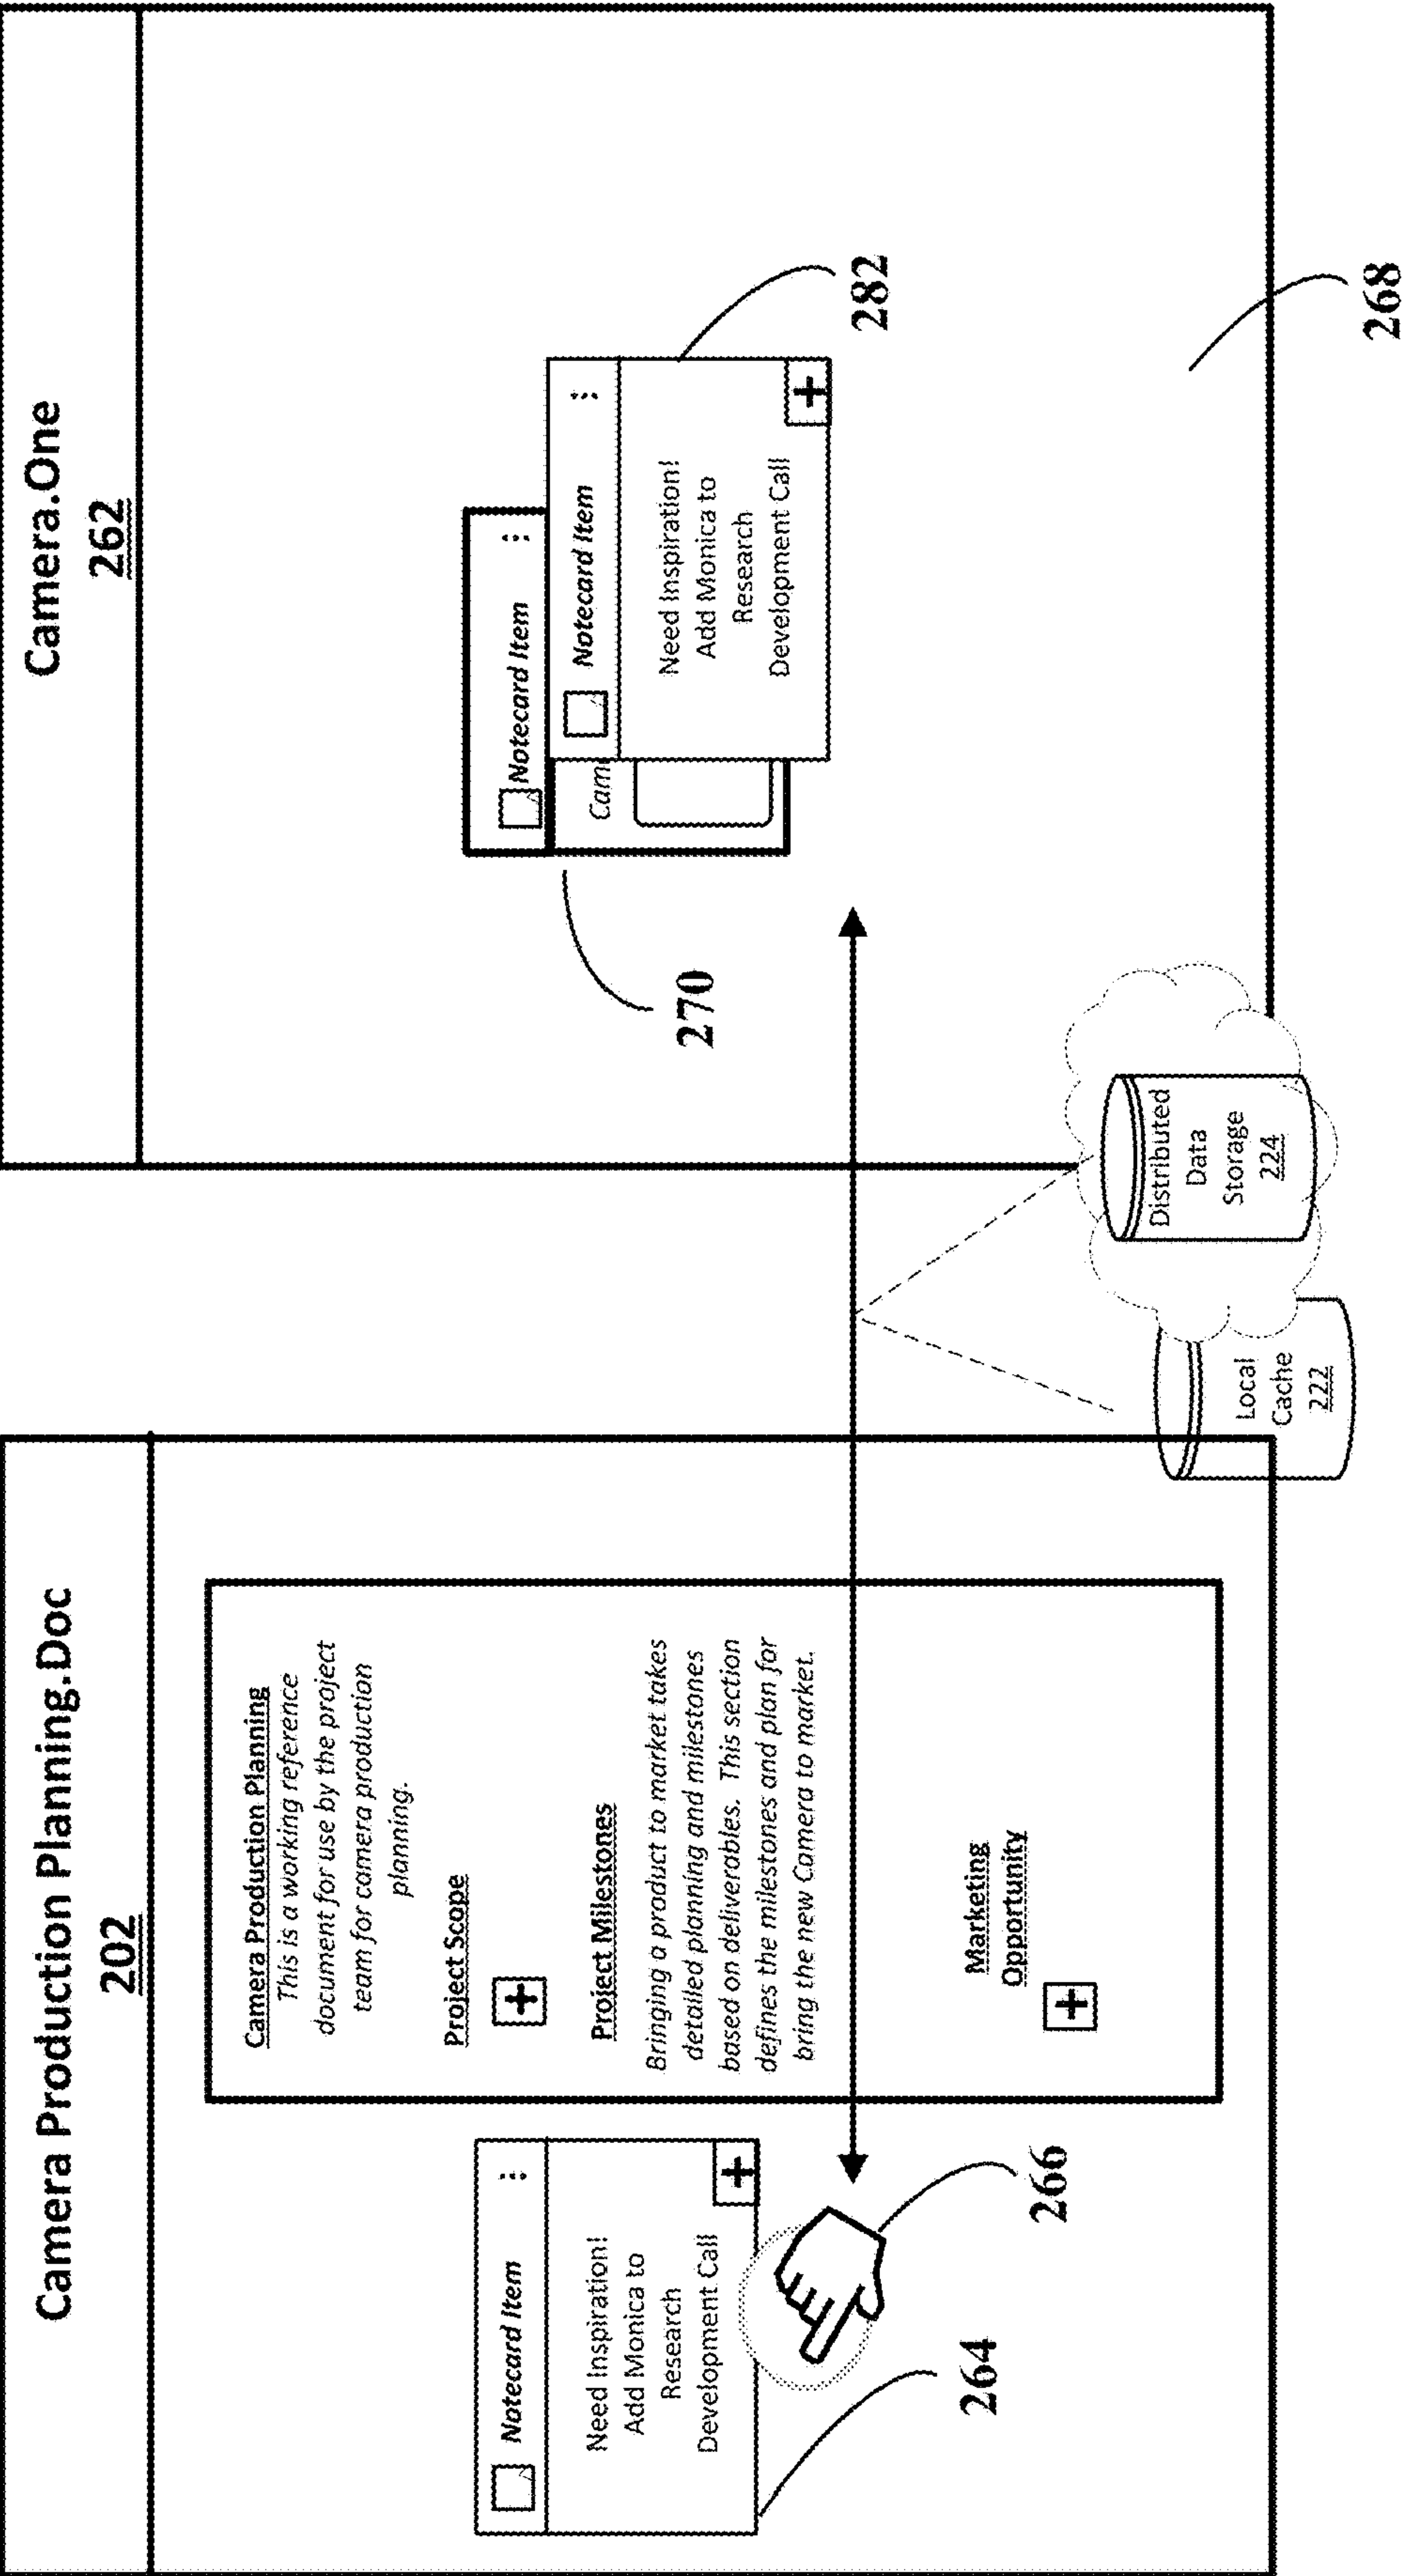 Camera Production Planning.Doc
202
Notecard Item
Need Inspiration!
Add Monica to
Research
Development Call
264
266
Camera Production Planning
This is a working reference
document for use by the project
team for camera production
planning.
Project Scope
Project Milestones
Bringing a product to market takes
detailed planning and milestones
based on deliverables. This section
defines the milestones and plan for
bring the new Camera to market.
Marketing
Opportunity
Local
Cache
222
Distributed
Data
Storage
224
Camera.One
262
270
Notecard Item
Cam
Notecard Item
Need Inspiration!
Add Monica to
Research
Development Call
282
268